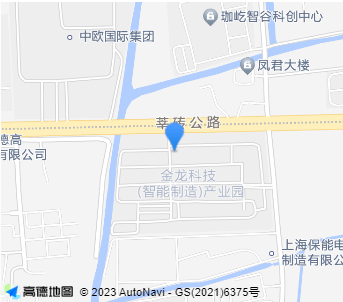 珈屹智谷科创中心
中欧国际集团
凤君大楼
莘砖公路
德高
有限公司
金龙科技
(智能制造)产业园
上海保能电
制造有限公
高德地图 © 2023 AutoNavi - GS(2021)6375号